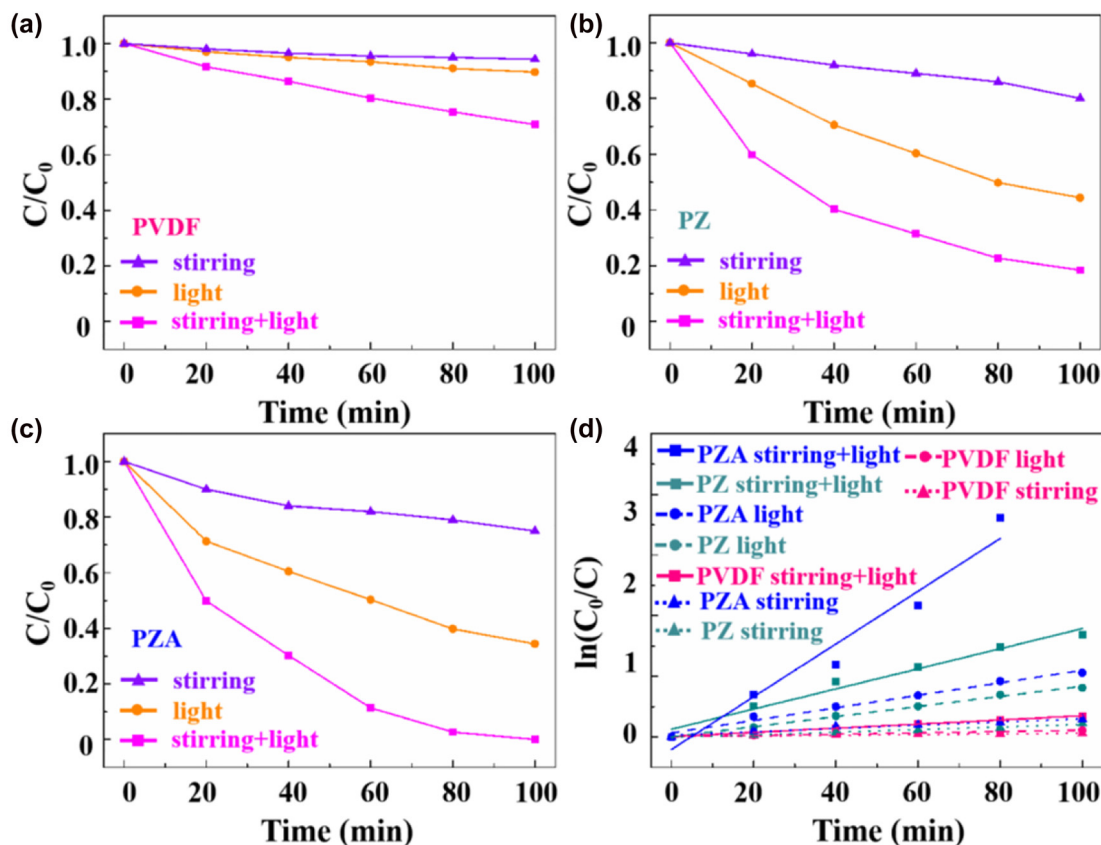 (a)
1.0
0.8
0.6
0.4
0.2
0
C/C₀
PVDF
stirring
light
stirring+light
0 20 40 60 80 100
Time (min)
(b)
1.0
0.8
0.6
0.4
0.2
0
C/C₀
PZ
stirring
light
stirring+light
0 20 40 60 80 100
Time (min)
(c)
1.0
0.8
0.6
0.4
0.2
0
C/C₀
PZA
stirring
light
stirring+light
0 20 40 60 80 100
Time (min)
(d)
4
3
2
1
0
ln(C₀/C)
PZA stirring+light
PZ stirring+light
PZA light
PZ light
PVDF stirring+light
PZA stirring
PZ stirring
PVDF light
PVDF stirring
0 20 40 60 80 100
Time (min)